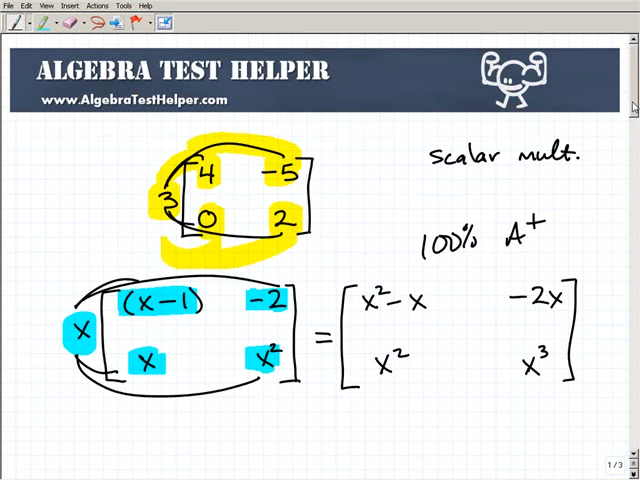 File Edit View Insert Actions Tools Help
ALGEBRA TEST HELPER
www.AlgebraTestHelper.com
scalar mult.
3 [4 -5
0 2]
100% A+
x [(x-1) -2
x x²] = [x²-x -2x
x² x³]
1/3